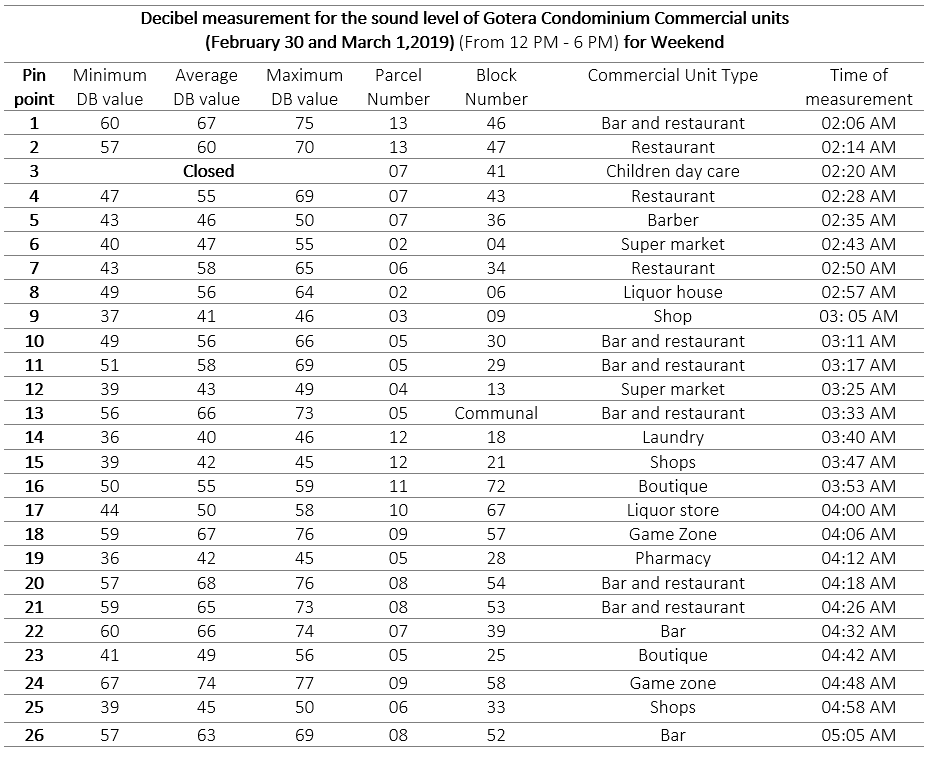 Decibel measurement for the sound level of Gotera Condominium Commercial units
(February 30 and March 1,2019) (From 12 PM - 6 PM) for Weekend
Pin point Minimum DB value Average DB value Maximum DB value Parcel Number Block Number Commercial Unit Type Time of measurement
1 60 67 75 13 46 Bar and restaurant 02:06 AM
2 57 60 70 13 47 Restaurant 02:14 AM
3 Closed 07 41 Children day care 02:20 AM
4 47 55 69 07 43 Restaurant 02:28 AM
5 43 46 50 07 36 Barber 02:35 AM
6 40 47 55 02 04 Super market 02:43 AM
7 43 58 65 06 34 Restaurant 02:50 AM
8 49 56 64 02 06 Liquor house 02:57 AM
9 37 41 46 03 09 Shop 03: 05 AM
10 49 56 66 05 30 Bar and restaurant 03:11 AM
11 51 58 69 05 29 Bar and restaurant 03:17 AM
12 39 43 49 04 13 Super market 03:25 AM
13 56 66 73 05 Communal Bar and restaurant 03:33 AM
14 36 40 46 12 18 Laundry 03:40 AM
15 39 42 45 12 21 Shops 03:47 AM
16 50 55 59 11 72 Boutique 03:53 AM
17 44 50 58 10 67 Liquor store 04:00 AM
18 59 67 76 09 57 Game Zone 04:06 AM
19 36 42 45 05 28 Pharmacy 04:12 AM
20 57 68 76 08 54 Bar and restaurant 04:18 AM
21 59 65 73 08 53 Bar and restaurant 04:26 AM
22 60 66 74 07 39 Bar 04:32 AM
23 41 49 56 05 25 Boutique 04:42 AM
24 67 74 77 09 58 Game zone 04:48 AM
25 39 45 50 06 33 Shops 04:58 AM
26 57 63 69 08 52 Bar 05:05 AM